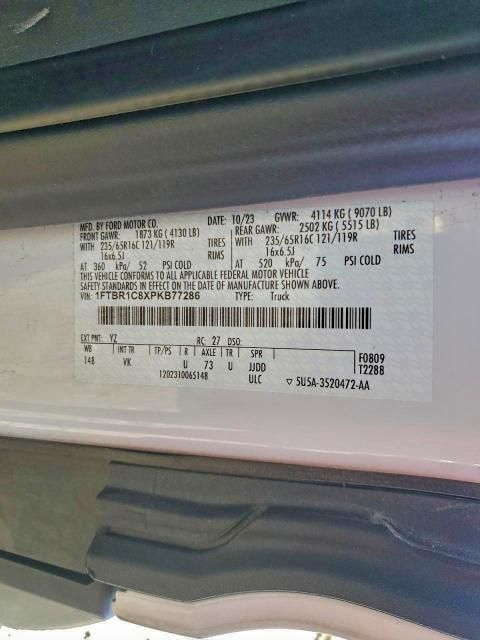 MFD. BY FORD MOTOR CO. DATE: 10/23 GVWR: 4114 KG ( 9070 LB)
FRONT GAWR: 1873 KG ( 4130 LB) REAR GAWR: 2502 KG ( 5515 LB)
WITH 235/65R16C 121/119R TIRES WITH 235/65R16C 121/119R TIRES
16x6.5J RIMS 16x6.5J RIMS
AT 360 kPa/ 52 PSI COLD AT 520 kPa/ 75 PSI COLD
THIS VEHICLE CONFORMS TO ALL APPLICABLE FEDERAL MOTOR VEHICLE
SAFETY STANDARDS IN EFFECT ON THE DATE OF MANUFACTURE SHOWN ABOVE.
VIN: 1FTBR1C8XPKB77286 TYPE: Truck
EXT PNT: YZ RC: 27 DSO:
WB INT TR TP/PS R AXLE TR SPR F0809
148 VK U 73 U JJDD T2288
1202310065148 ULC ▽ 5U5A-3520472-AA